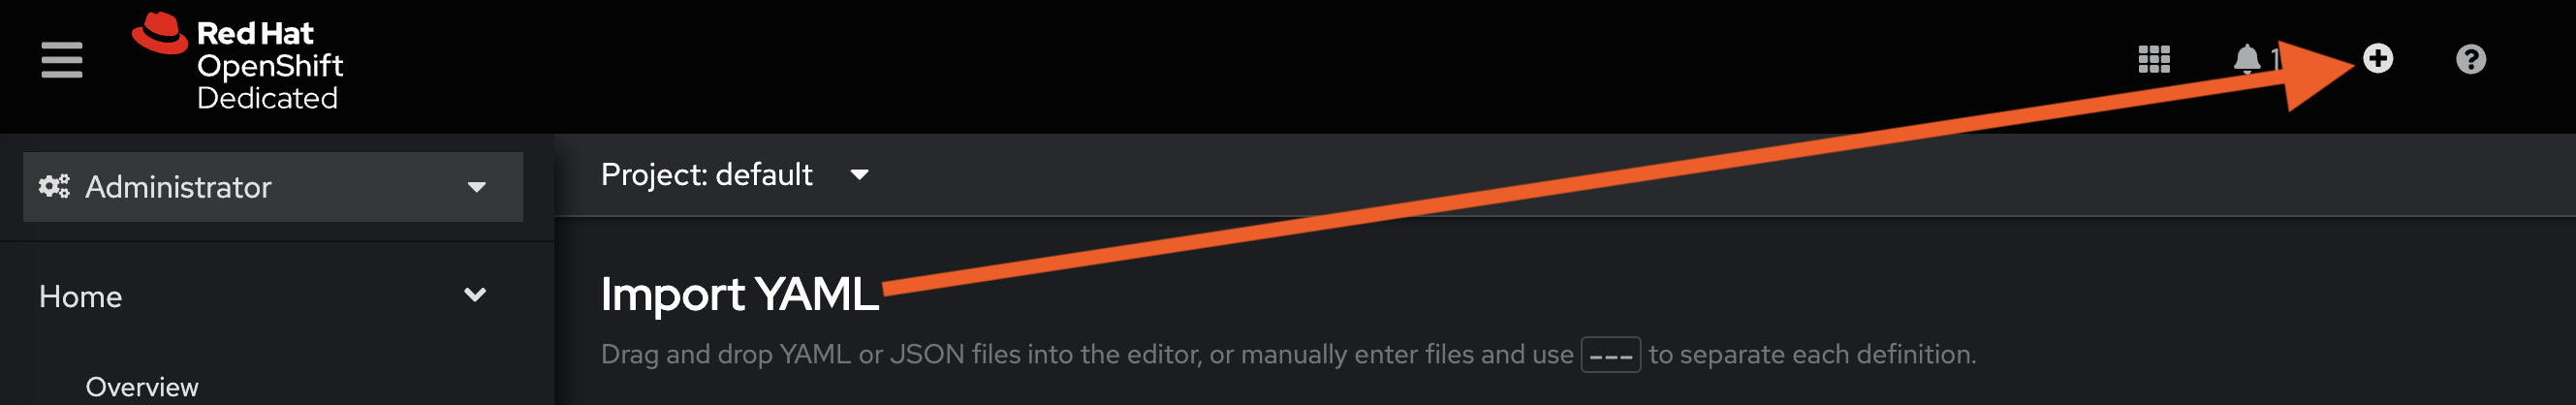 Red Hat
OpenShift
Dedicated
1
Administrator
Project: default
Home
Import YAML
Drag and drop YAML or JSON files into the editor, or manually enter files and use --- to separate each definition.
Overview